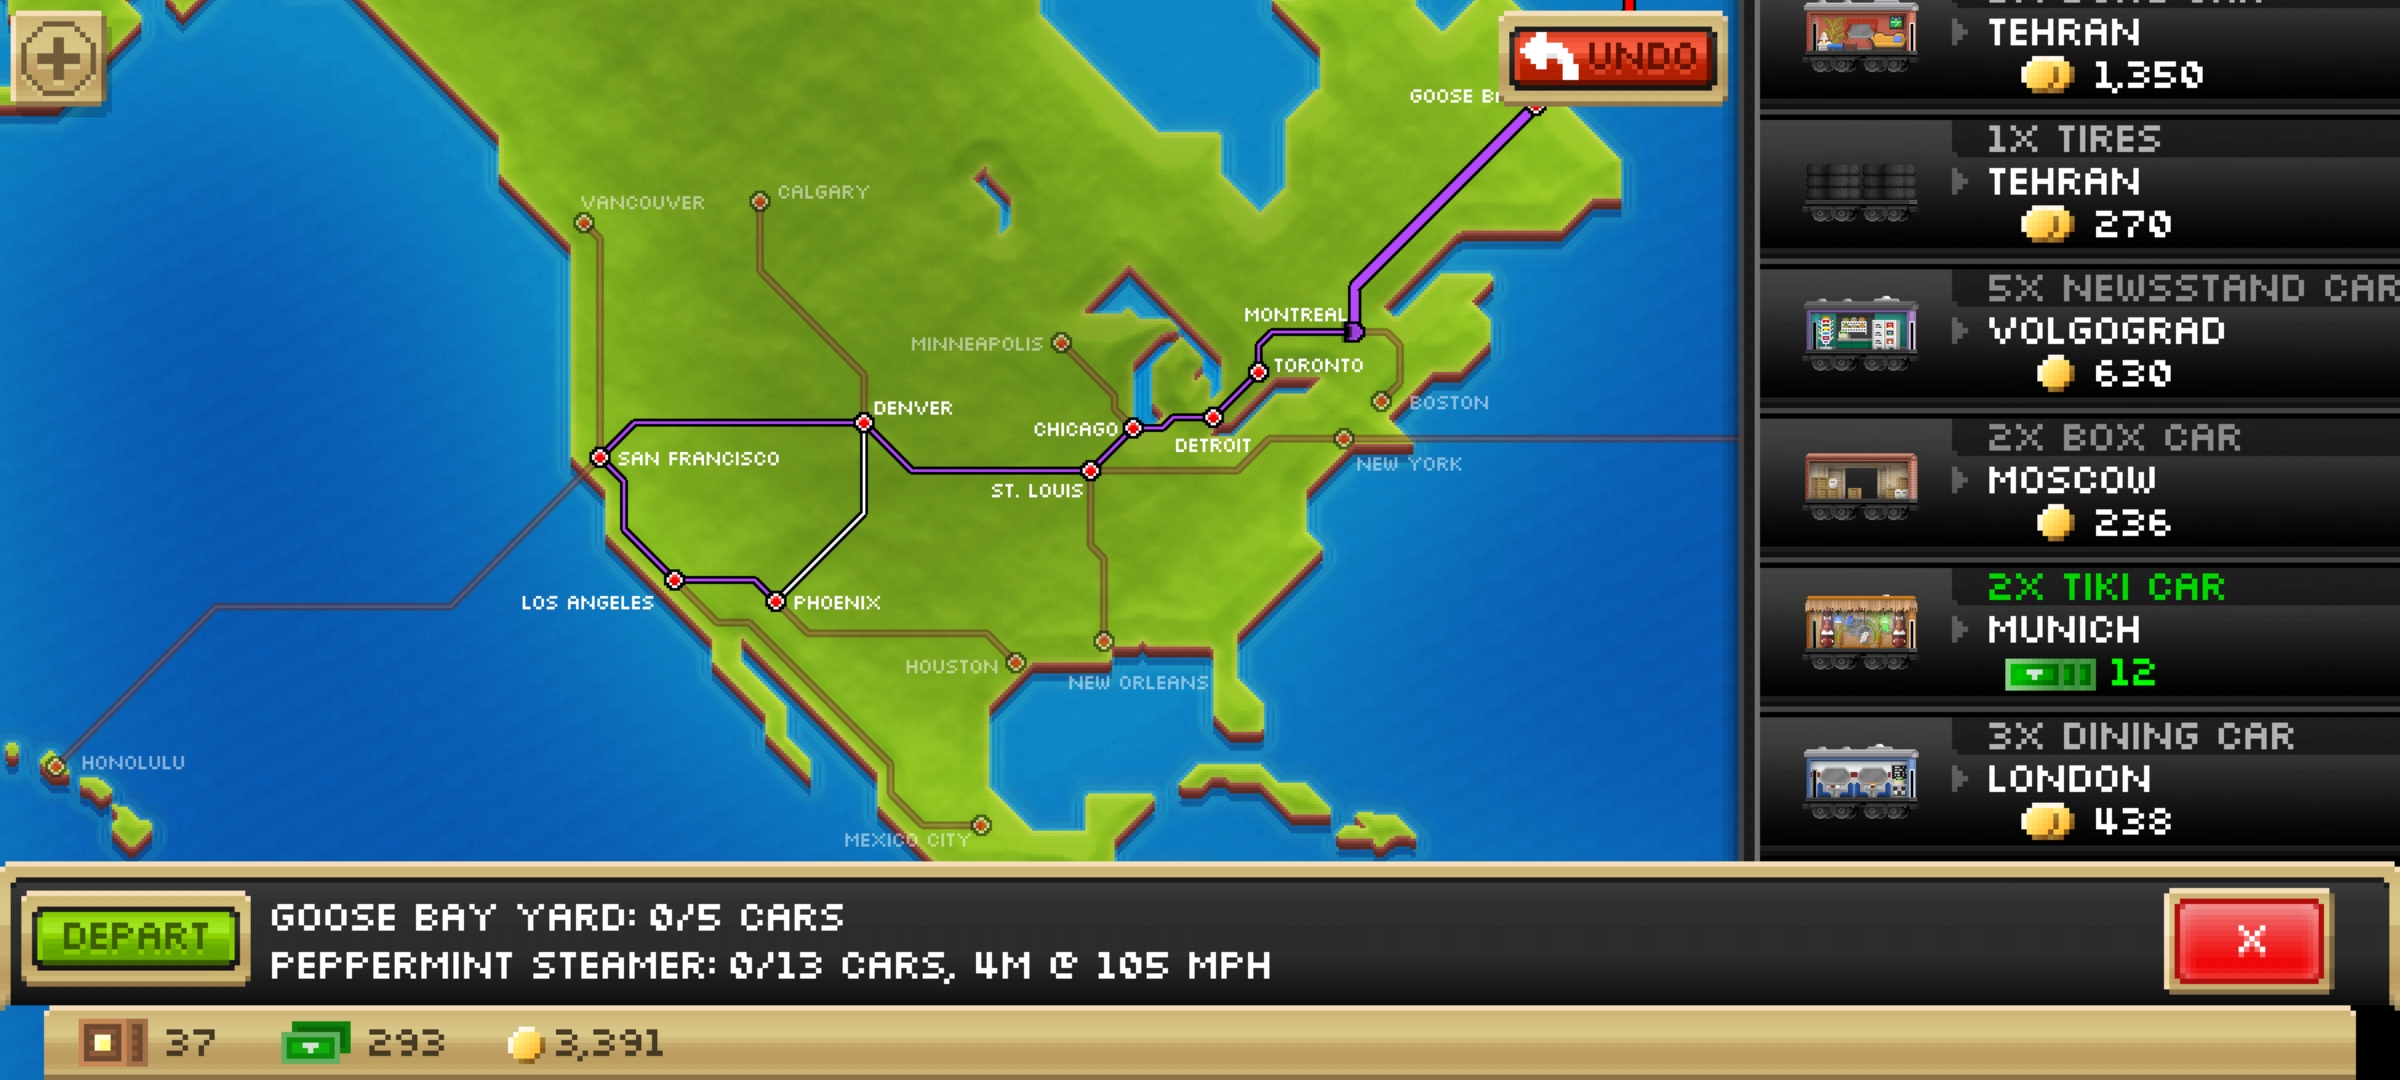 UNDO
GOOSE B
VANCOUVER
CALGARY
MINNEAPOLIS
MONTREAL
TORONTO
BOSTON
DENVER
CHICAGO
DETROIT
SAN FRANCISCO
NEW YORK
ST. LOUIS
LOS ANGELES
PHOENIX
HOUSTON
NEW ORLEANS
HONOLULU
MEXICO CITY
TEHRAN
1,350
1X TIRES
TEHRAN
270
5X NEWSSTAND CAR
VOLGOGRAD
630
2X BOX CAR
MOSCOW
236
2X TIKI CAR
MUNICH
12
3X DINING CAR
LONDON
438
DEPART
GOOSE BAY YARD: 0/5 CARS
PEPPERMINT STEAMER: 0/13 CARS, 4M @ 105 MPH
X
37
293
3,391